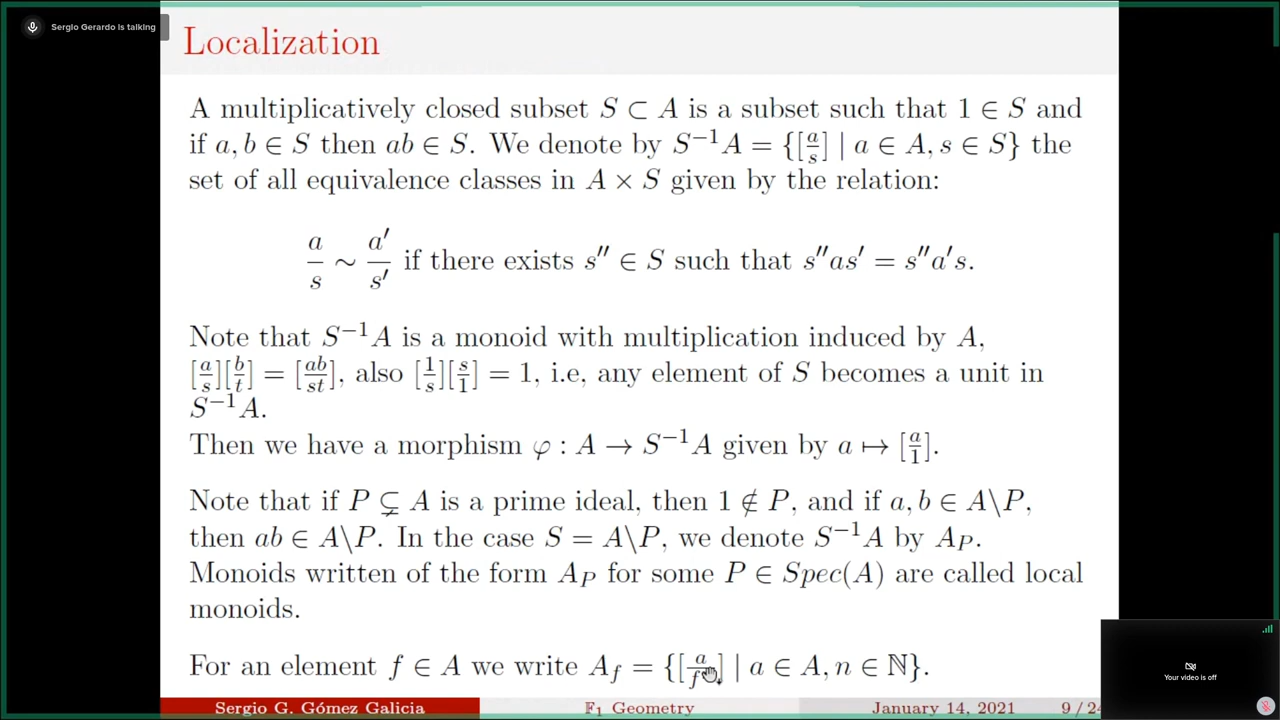 Sergio Gerardo is talking
Localization
A multiplicatively closed subset S ⊂ A is a subset such that 1 ∈ S and
if a, b ∈ S then ab ∈ S. We denote by S⁻¹A = {[a/s] | a ∈ A, s ∈ S} the
set of all equivalence classes in A × S given by the relation:
a/s ∼ a′/s′ if there exists s″ ∈ S such that s″as′ = s″a′s.
Note that S⁻¹A is a monoid with multiplication induced by A,
[a/s][b/t] = [ab/st], also [1/s][s/1] = 1, i.e, any element of S becomes a unit in
S⁻¹A.
Then we have a morphism φ : A → S⁻¹A given by a ↦ [a/1].
Note that if P ⊊ A is a prime ideal, then 1 ∉ P, and if a, b ∈ A\P,
then ab ∈ A\P. In the case S = A\P, we denote S⁻¹A by A_P.
Monoids written of the form A_P for some P ∈ Spec(A) are called local
monoids.
For an element f ∈ A we write A_f = {[a/f] | a ∈ A, n ∈ ℕ}.
Your video is off
Sergio G. Gómez Galicia
𝔽₁ Geometry
January 14, 2021
9 / 24